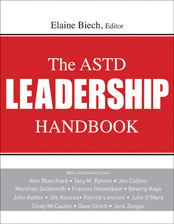 Elaine Biech, Editor
The ASTD
LEADERSHIP
HANDBOOK
With contributions from
Ken Blanchard • Tacy M. Byham • Jim Collins
Marshall Goldsmith • Frances Hesselbein • Beverly Kaye
John Kotter • Jim Kouzes • Patrick Lencioni • Julie O'Mara
Cindy McCauley • Dave Ulrich • Jack Zenger